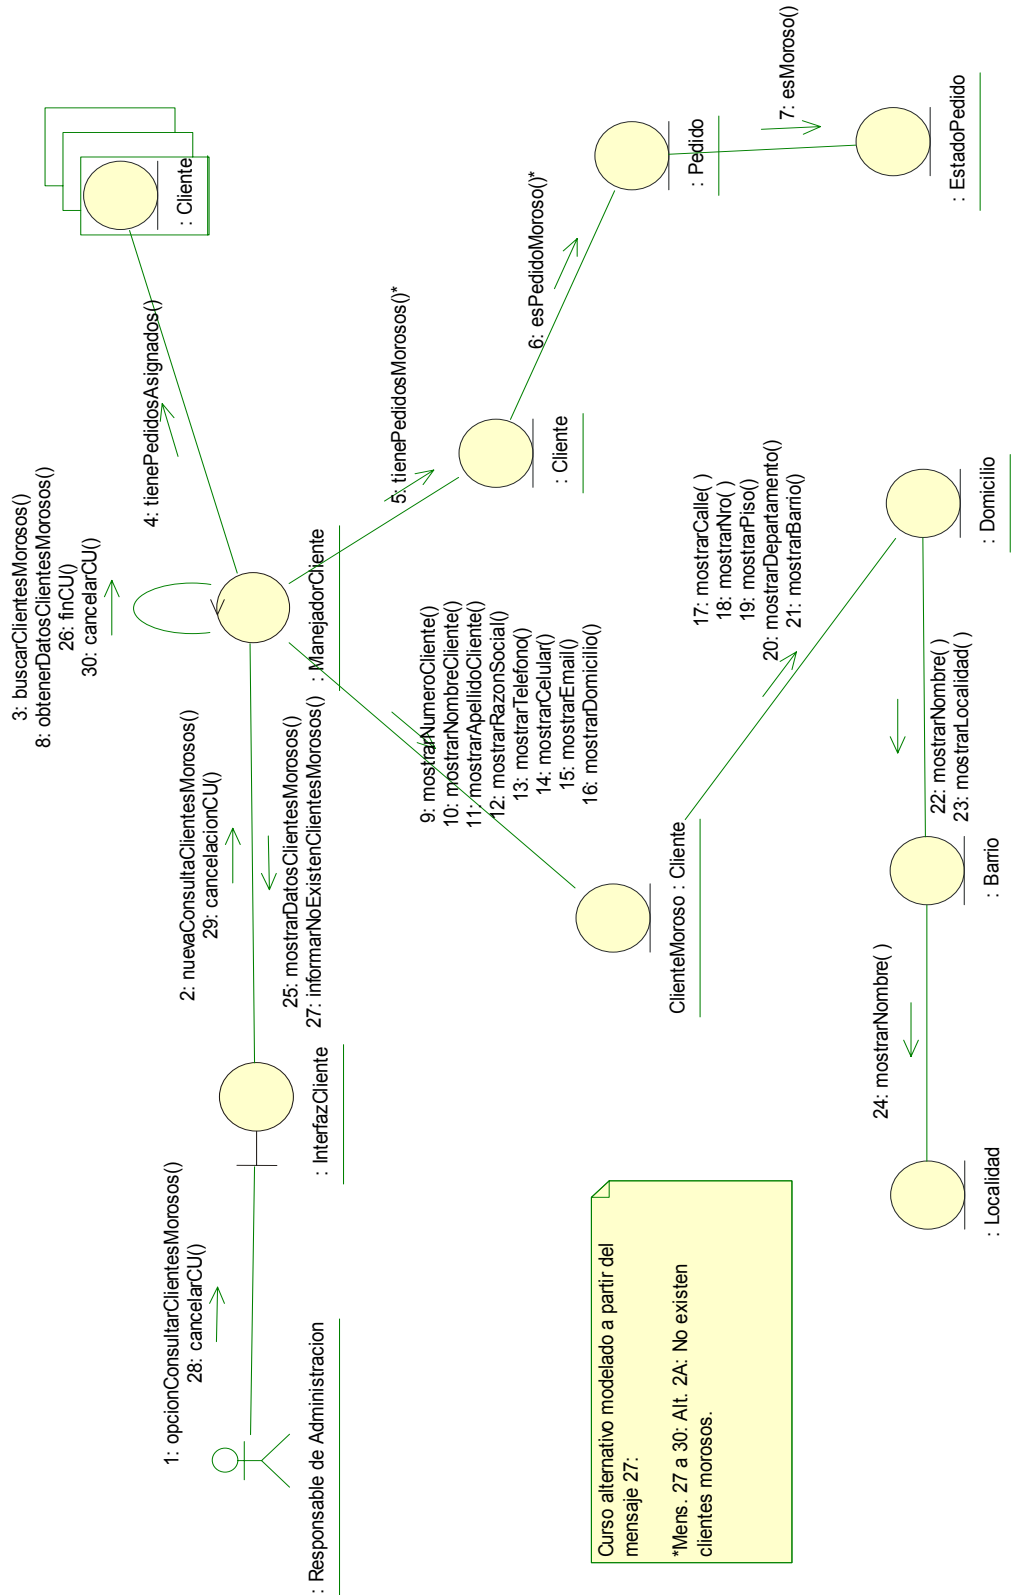 1: opcionConsultarClientesMorosos()
28: cancelarCU()
: Responsable de Administracion
2: nuevaConsultaClientesMorosos()
29: cancelacionCU()
25: mostrarDatosClientesMorosos()
27: informarNoExistenClientesMorosos()
: InterfazCliente
3: buscarClientesMorosos()
8: obtenerDatosClientesMorosos()
26: finCU()
30: cancelarCU()
: ManejadorCliente
4: tienePedidosAsignados()
: Cliente
5: tienePedidosMorosos()*
: Cliente
6: esPedidoMoroso()*
: Pedido
7: esMoroso()
: EstadoPedido
9: mostrarNumeroCliente()
10: mostrarNombreCliente()
11: mostrarApellidoCliente()
12: mostrarRazonSocial()
13: mostrarTelefono()
14: mostrarCelular()
15: mostrarEmail()
16: mostrarDomicilio()
ClienteMoroso : Cliente
17: mostrarCalle( )
18: mostrarNro( )
19: mostrarPiso()
20: mostrarDepartamento()
21: mostrarBarrio()
: Domicilio
22: mostrarNombre( )
23: mostrarLocalidad( )
: Barrio
24: mostrarNombre( )
: Localidad
Curso alternativo modelado a partir del
mensaje 27:
*Mens. 27 a 30: Alt. 2A: No existen
clientes morosos.